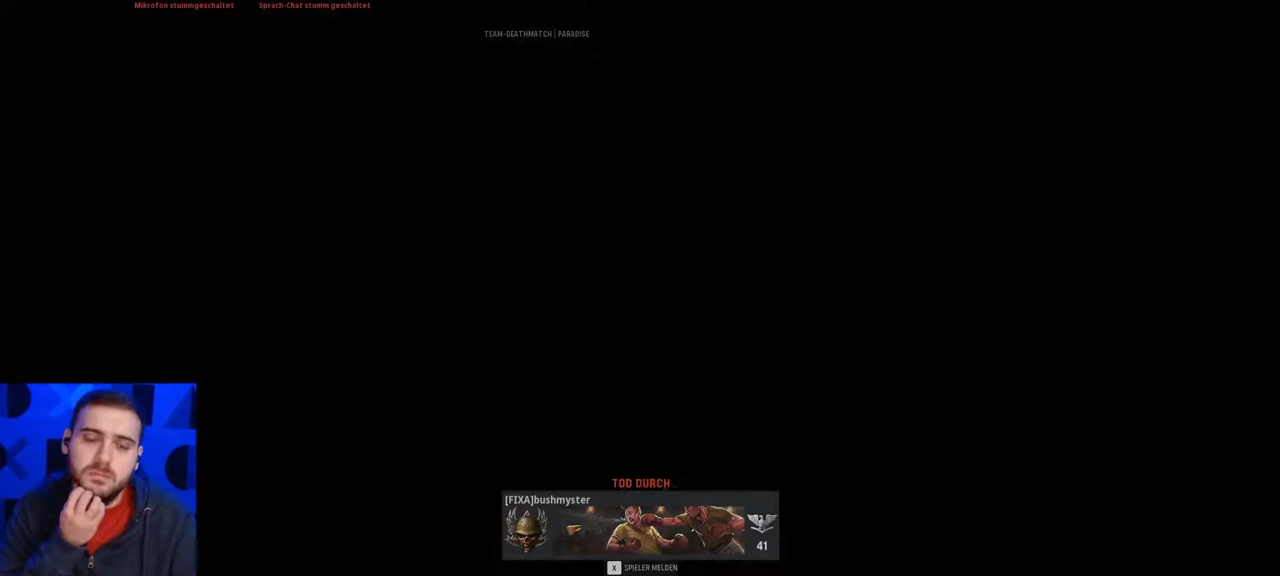 Mikrofon stummgeschaltet Sprach-Chat stumm geschaltet
TEAM-DEATHMATCH | PARADISE
TOD DURCH
[FIXA]bushmyster
41
X SPIELER MELDEN